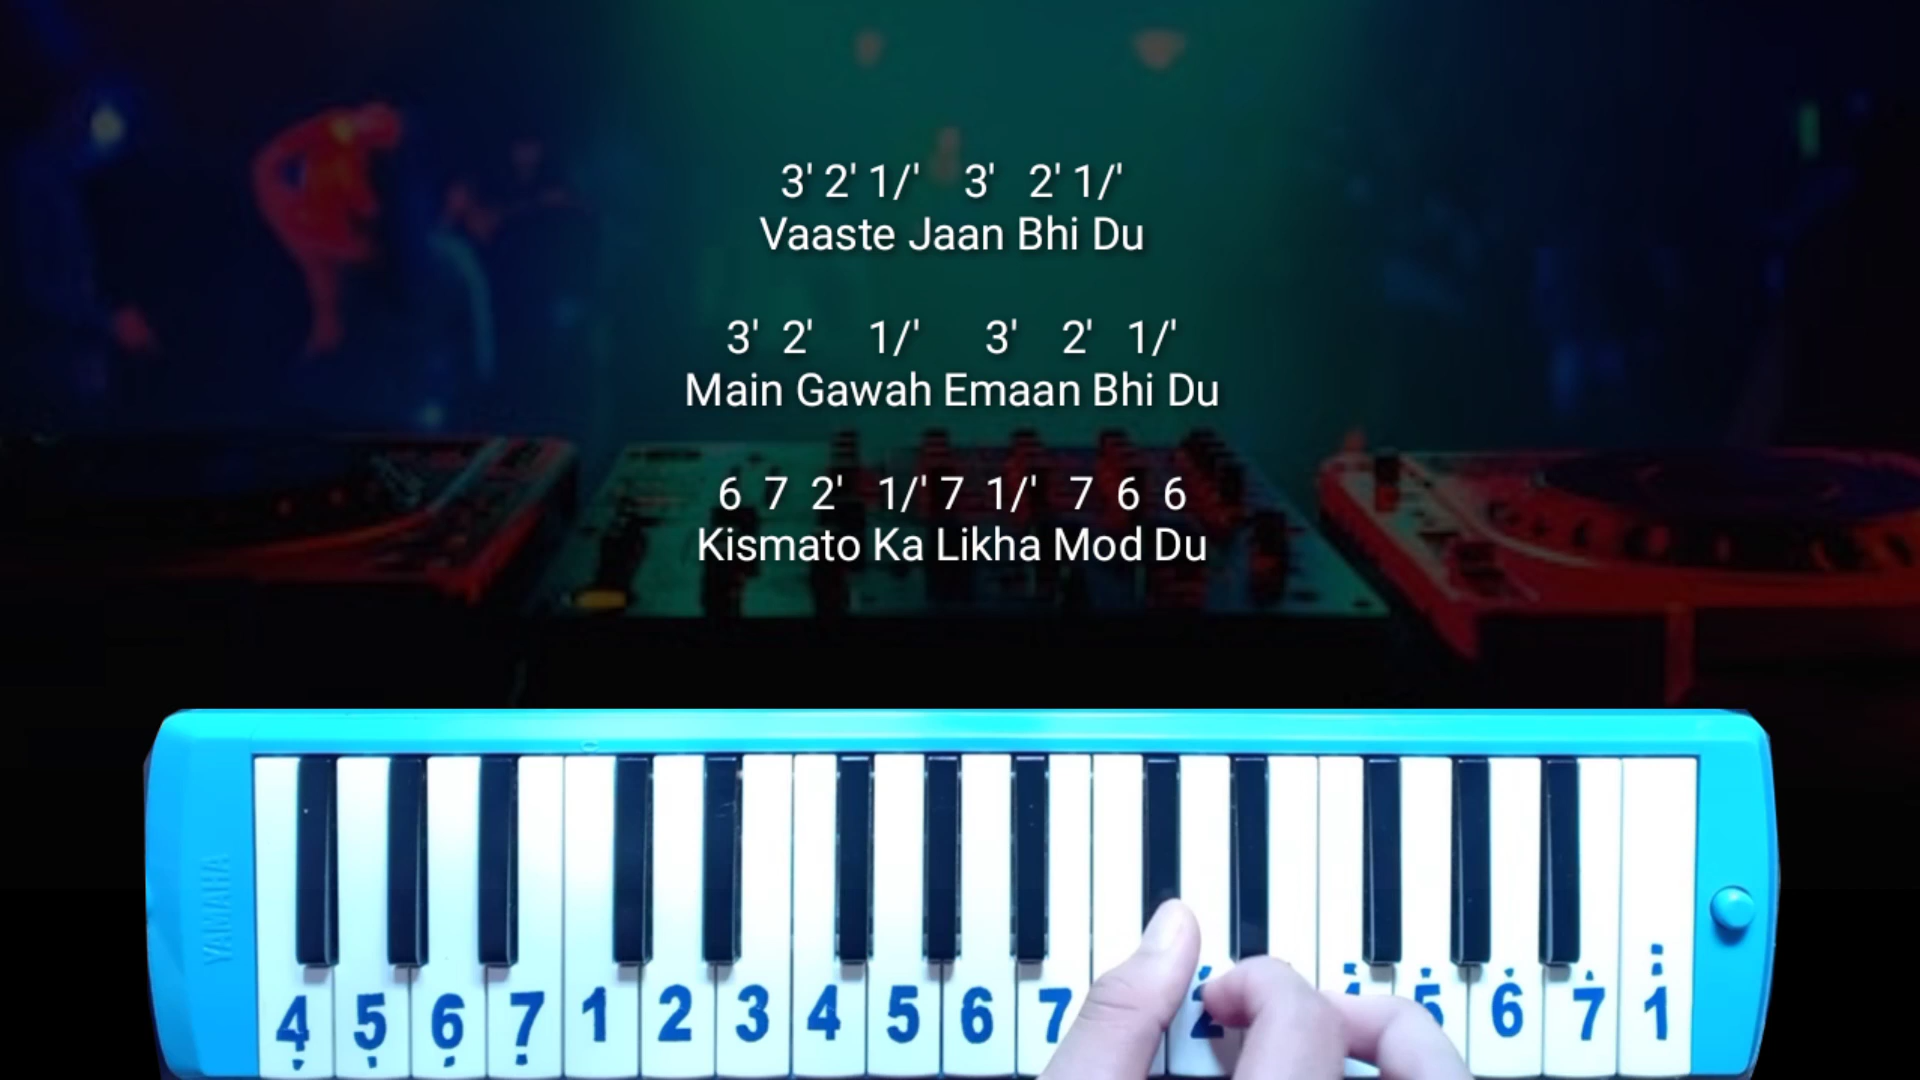 3' 2' 1/' 3' 2' 1/'
Vaaste Jaan Bhi Du
3' 2' 1/' 3' 2' 1/'
Main Gawah Emaan Bhi Du
6 7 2' 1/' 7 1/' 7 6 6
Kismato Ka Likha Mod Du
YAMAHA
4 5 6 7 1 2 3 4 5 6 7 2 5 6 7 1